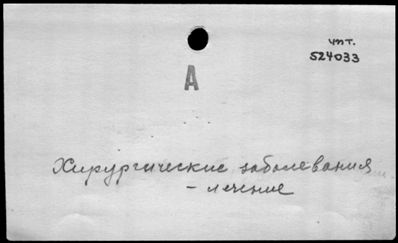 чит.
524033
А
Хирургические заболевания
- лечение